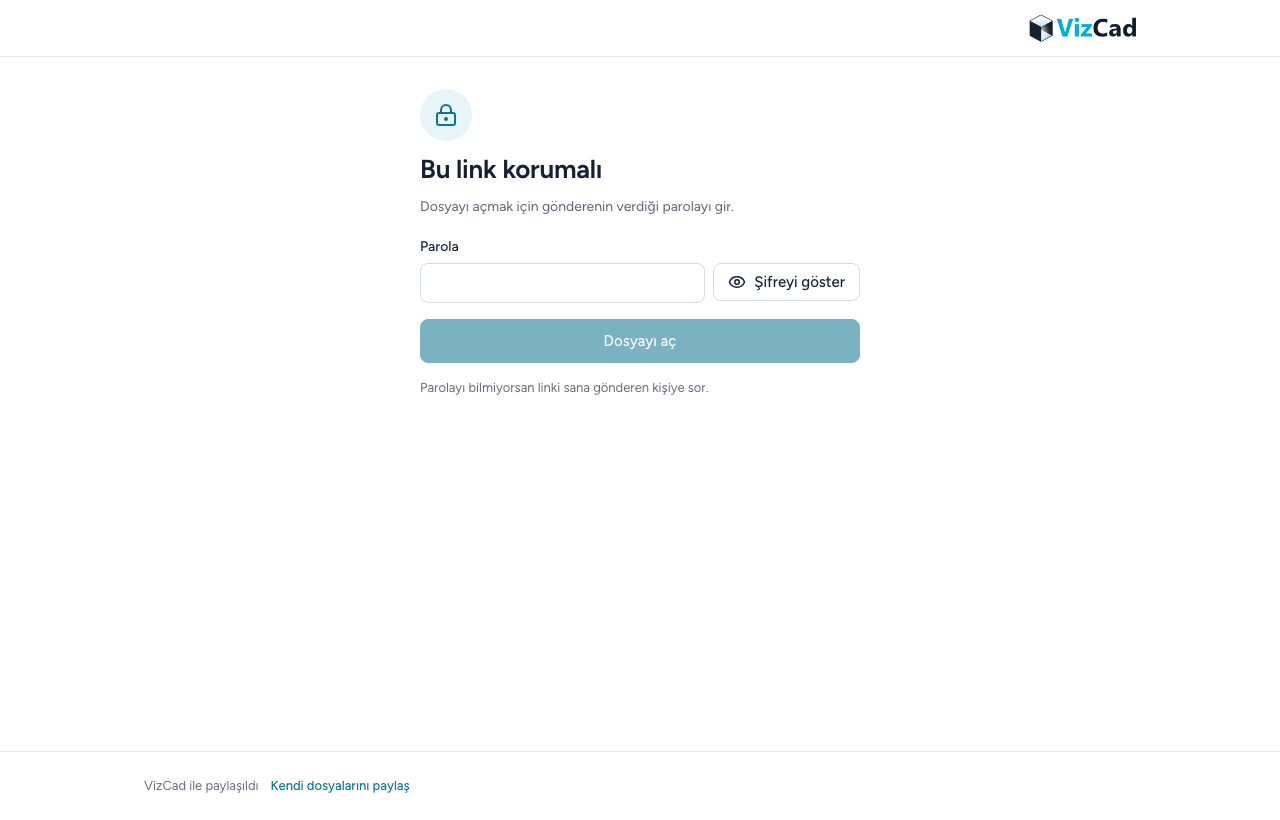 VizCad
Bu link korumalı
Dosyayı açmak için gönderenin verdiği parolayı gir.
Parola
Şifreyi göster
Dosyayı aç
Parolayı bilmiyorsan linki sana gönderen kişiye sor.
VizCad ile paylaşıldı Kendi dosyalarını paylaş